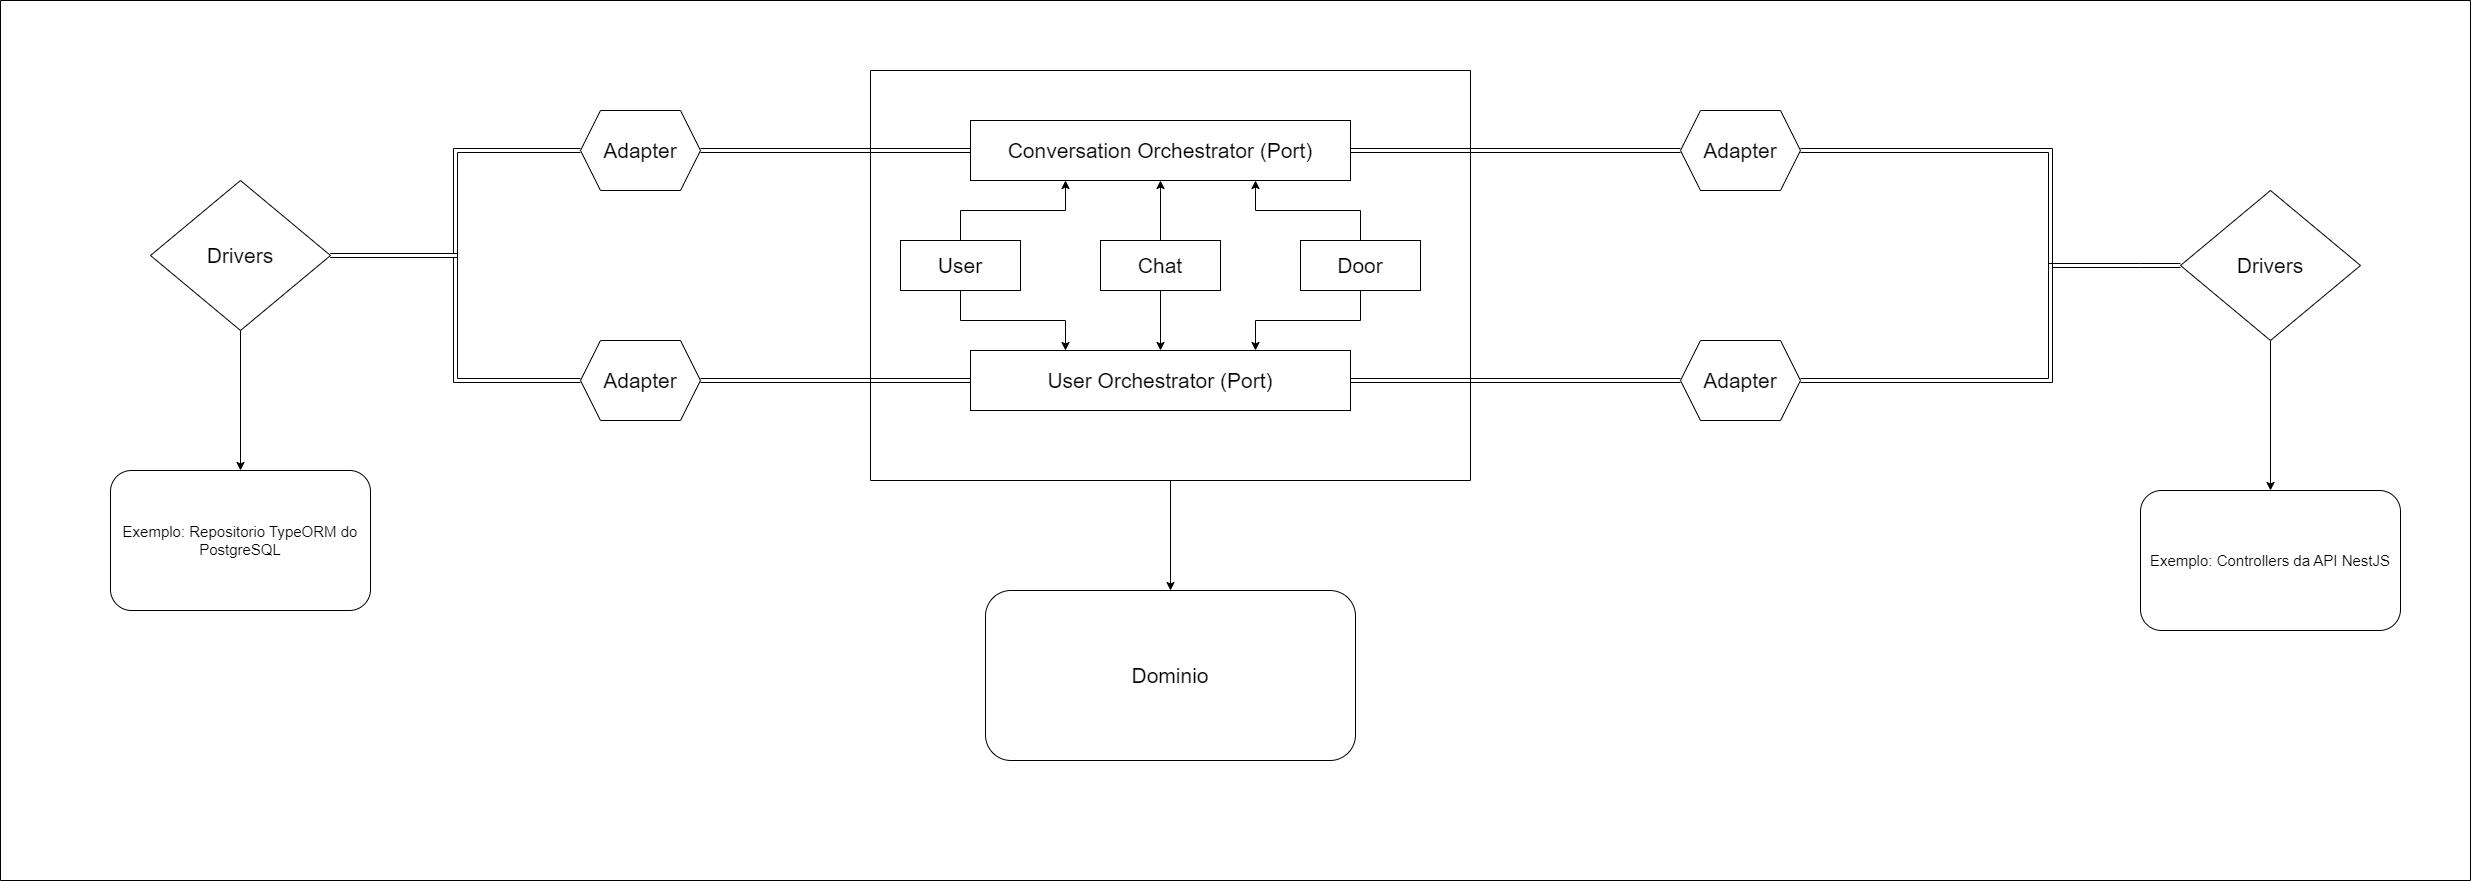 Conversation Orchestrator (Port)
Adapter
Adapter
Drivers
User
Chat
Door
Drivers
Adapter
User Orchestrator (Port)
Adapter
Exemplo: Repositorio TypeORM do
PostgreSQL
Exemplo: Controllers da API NestJS
Dominio